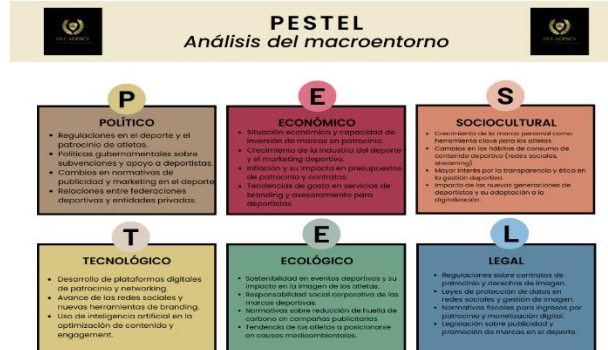 PESTEL
Análisis del macroentorno
P
POLÍTICO
• Regulaciones en el deporte y el
patrocinio de atletas.
• Políticas gubernamentales sobre
subvenciones y apoyo a deportistas.
• Cambios en normativas de
publicidad y marketing en el deporte
• Relaciones entre federaciones
deportivas y entidades privadas.
E
ECONÓMICO
• Situación económica y capacidad de
inversión de marcas en patrocinio.
• Crecimiento de la industria del deporte
y el marketing deportivo.
• Inflación y su impacto en presupuestos
de patrocinio y contratos.
• Tendencias de gasto en servicios de
branding y asesoramiento para
deportistas.
S
SOCIOCULTURAL
• Crecimiento de la marca personal como
herramienta clave para los atletas.
• Cambios en los hábitos de consumo de
contenido deportivo (redes sociales,
streaming)
• Mayor interés por la transparencia y ética en
la gestión deportiva.
• Impacto de las nuevas generaciones de
deportistas y su adaptación a la
digitalización.
T
TECNOLÓGICO
• Desarrollo de plataformas digitales
de patrocinio y networking.
• Avance de las redes sociales y
nuevas herramientas de branding.
• Uso de inteligencia artificial en la
optimización de contenido y
engagement.
E
ECOLÓGICO
• Sostenibilidad en eventos deportivos y su
impacto en la imagen de los atletas.
• Responsabilidad social corporativa de las
marcas deportivas.
• Normativas sobre reducción de huella de
carbono en campañas publicitarias.
• Tendencia de los atletas a posicionarse
en causas medioambientales.
L
LEGAL
• Regulaciones sobre contratos de
patrocinio y derechos de imagen.
• Leyes de protección de datos en
redes sociales y gestión de imagen.
• Normativas fiscales para ingresos por
patrocinio y monetización digital.
• Legislación sobre publicidad y
promoción de marcas en el deporte.